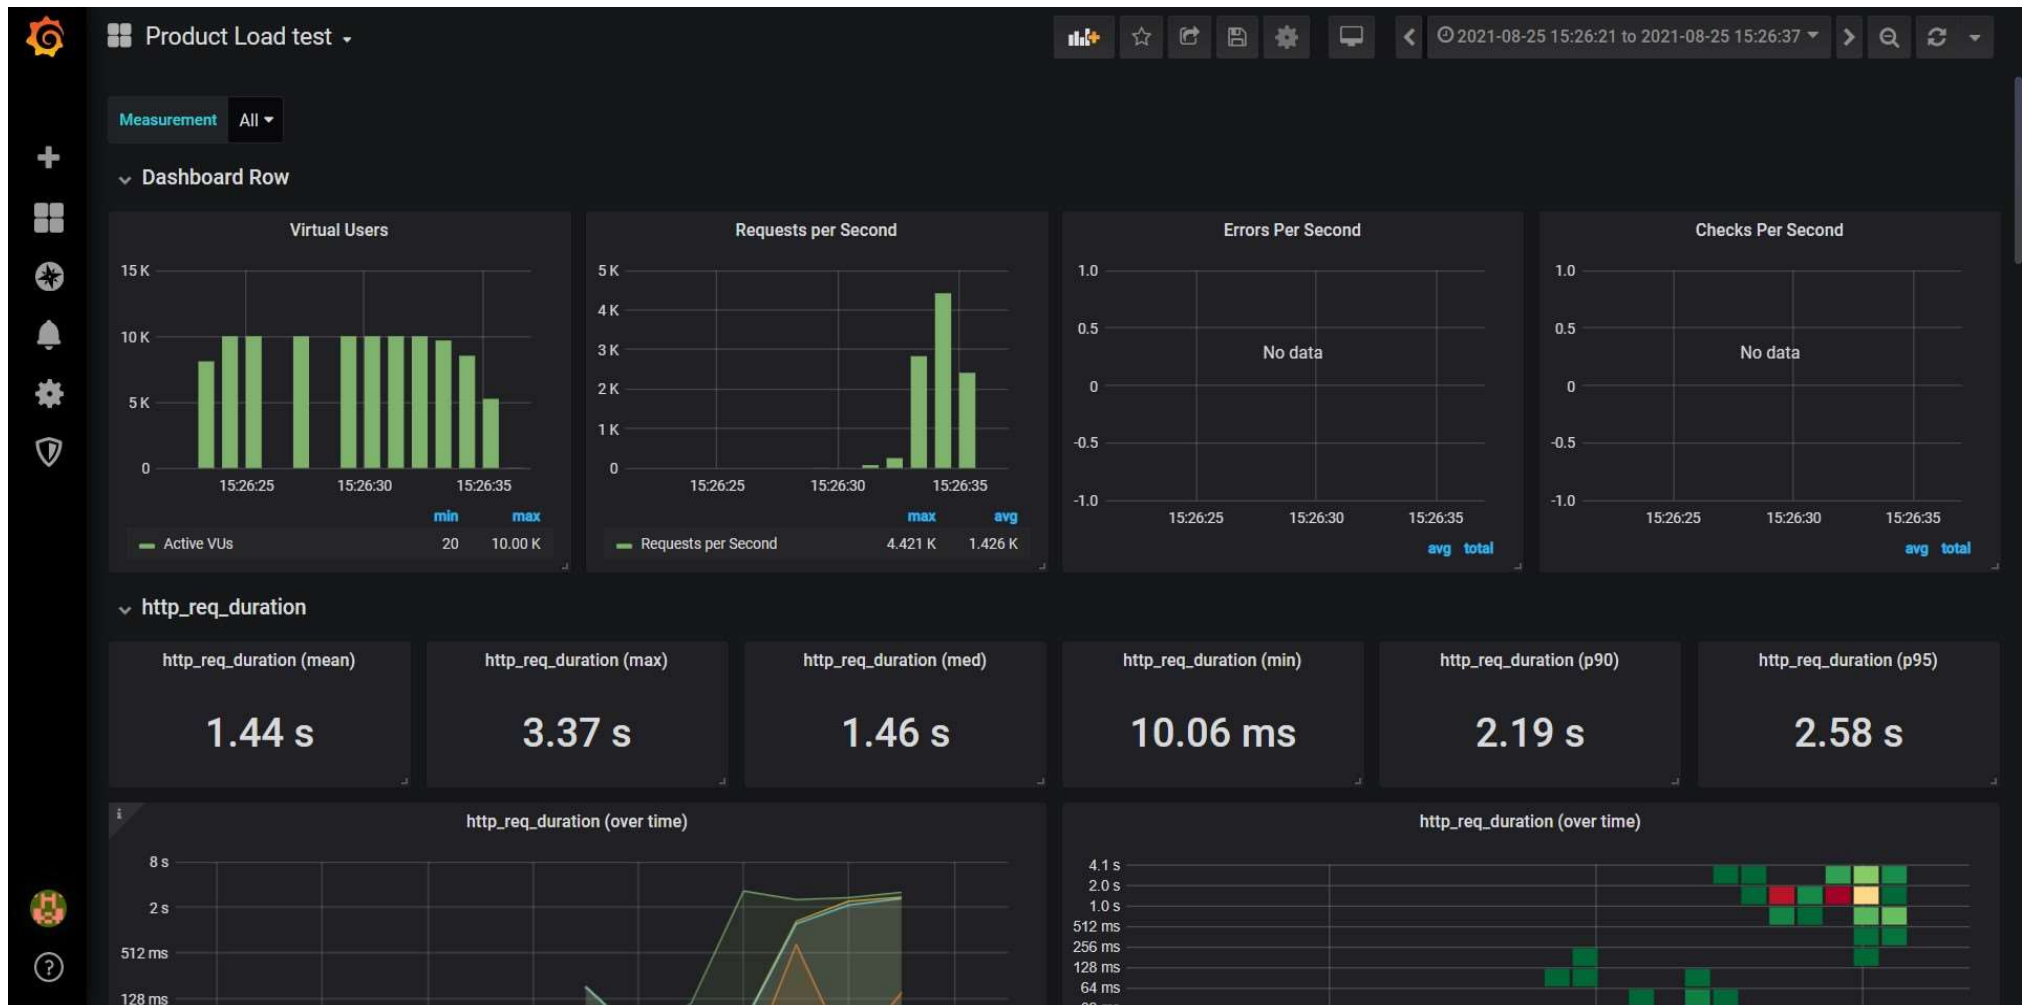 Product Load test
2021-08-25 15:26:21 to 2021-08-25 15:26:37
Measurement All
Dashboard Row
Virtual Users
15 K
10 K
5 K
0
15:26:25 15:26:30 15:26:35
min max
Active VUs 20 10.00 K
Requests per Second
5 K
4 K
3 K
2 K
1 K
0
15:26:25 15:26:30 15:26:35
max avg
Requests per Second 4.421 K 1.426 K
Errors Per Second
1.0
0.5
No data
0
-0.5
-1.0
15:26:25 15:26:30 15:26:35
avg total
Checks Per Second
1.0
0.5
No data
0
-0.5
-1.0
15:26:25 15:26:30 15:26:35
avg total
http_req_duration
http_req_duration (mean)
1.44 s
http_req_duration (max)
3.37 s
http_req_duration (med)
1.46 s
http_req_duration (min)
10.06 ms
http_req_duration (p90)
2.19 s
http_req_duration (p95)
2.58 s
i
http_req_duration (over time)
8 s
2 s
512 ms
128 ms
http_req_duration (over time)
4.1 s
2.0 s
1.0 s
512 ms
256 ms
128 ms
64 ms